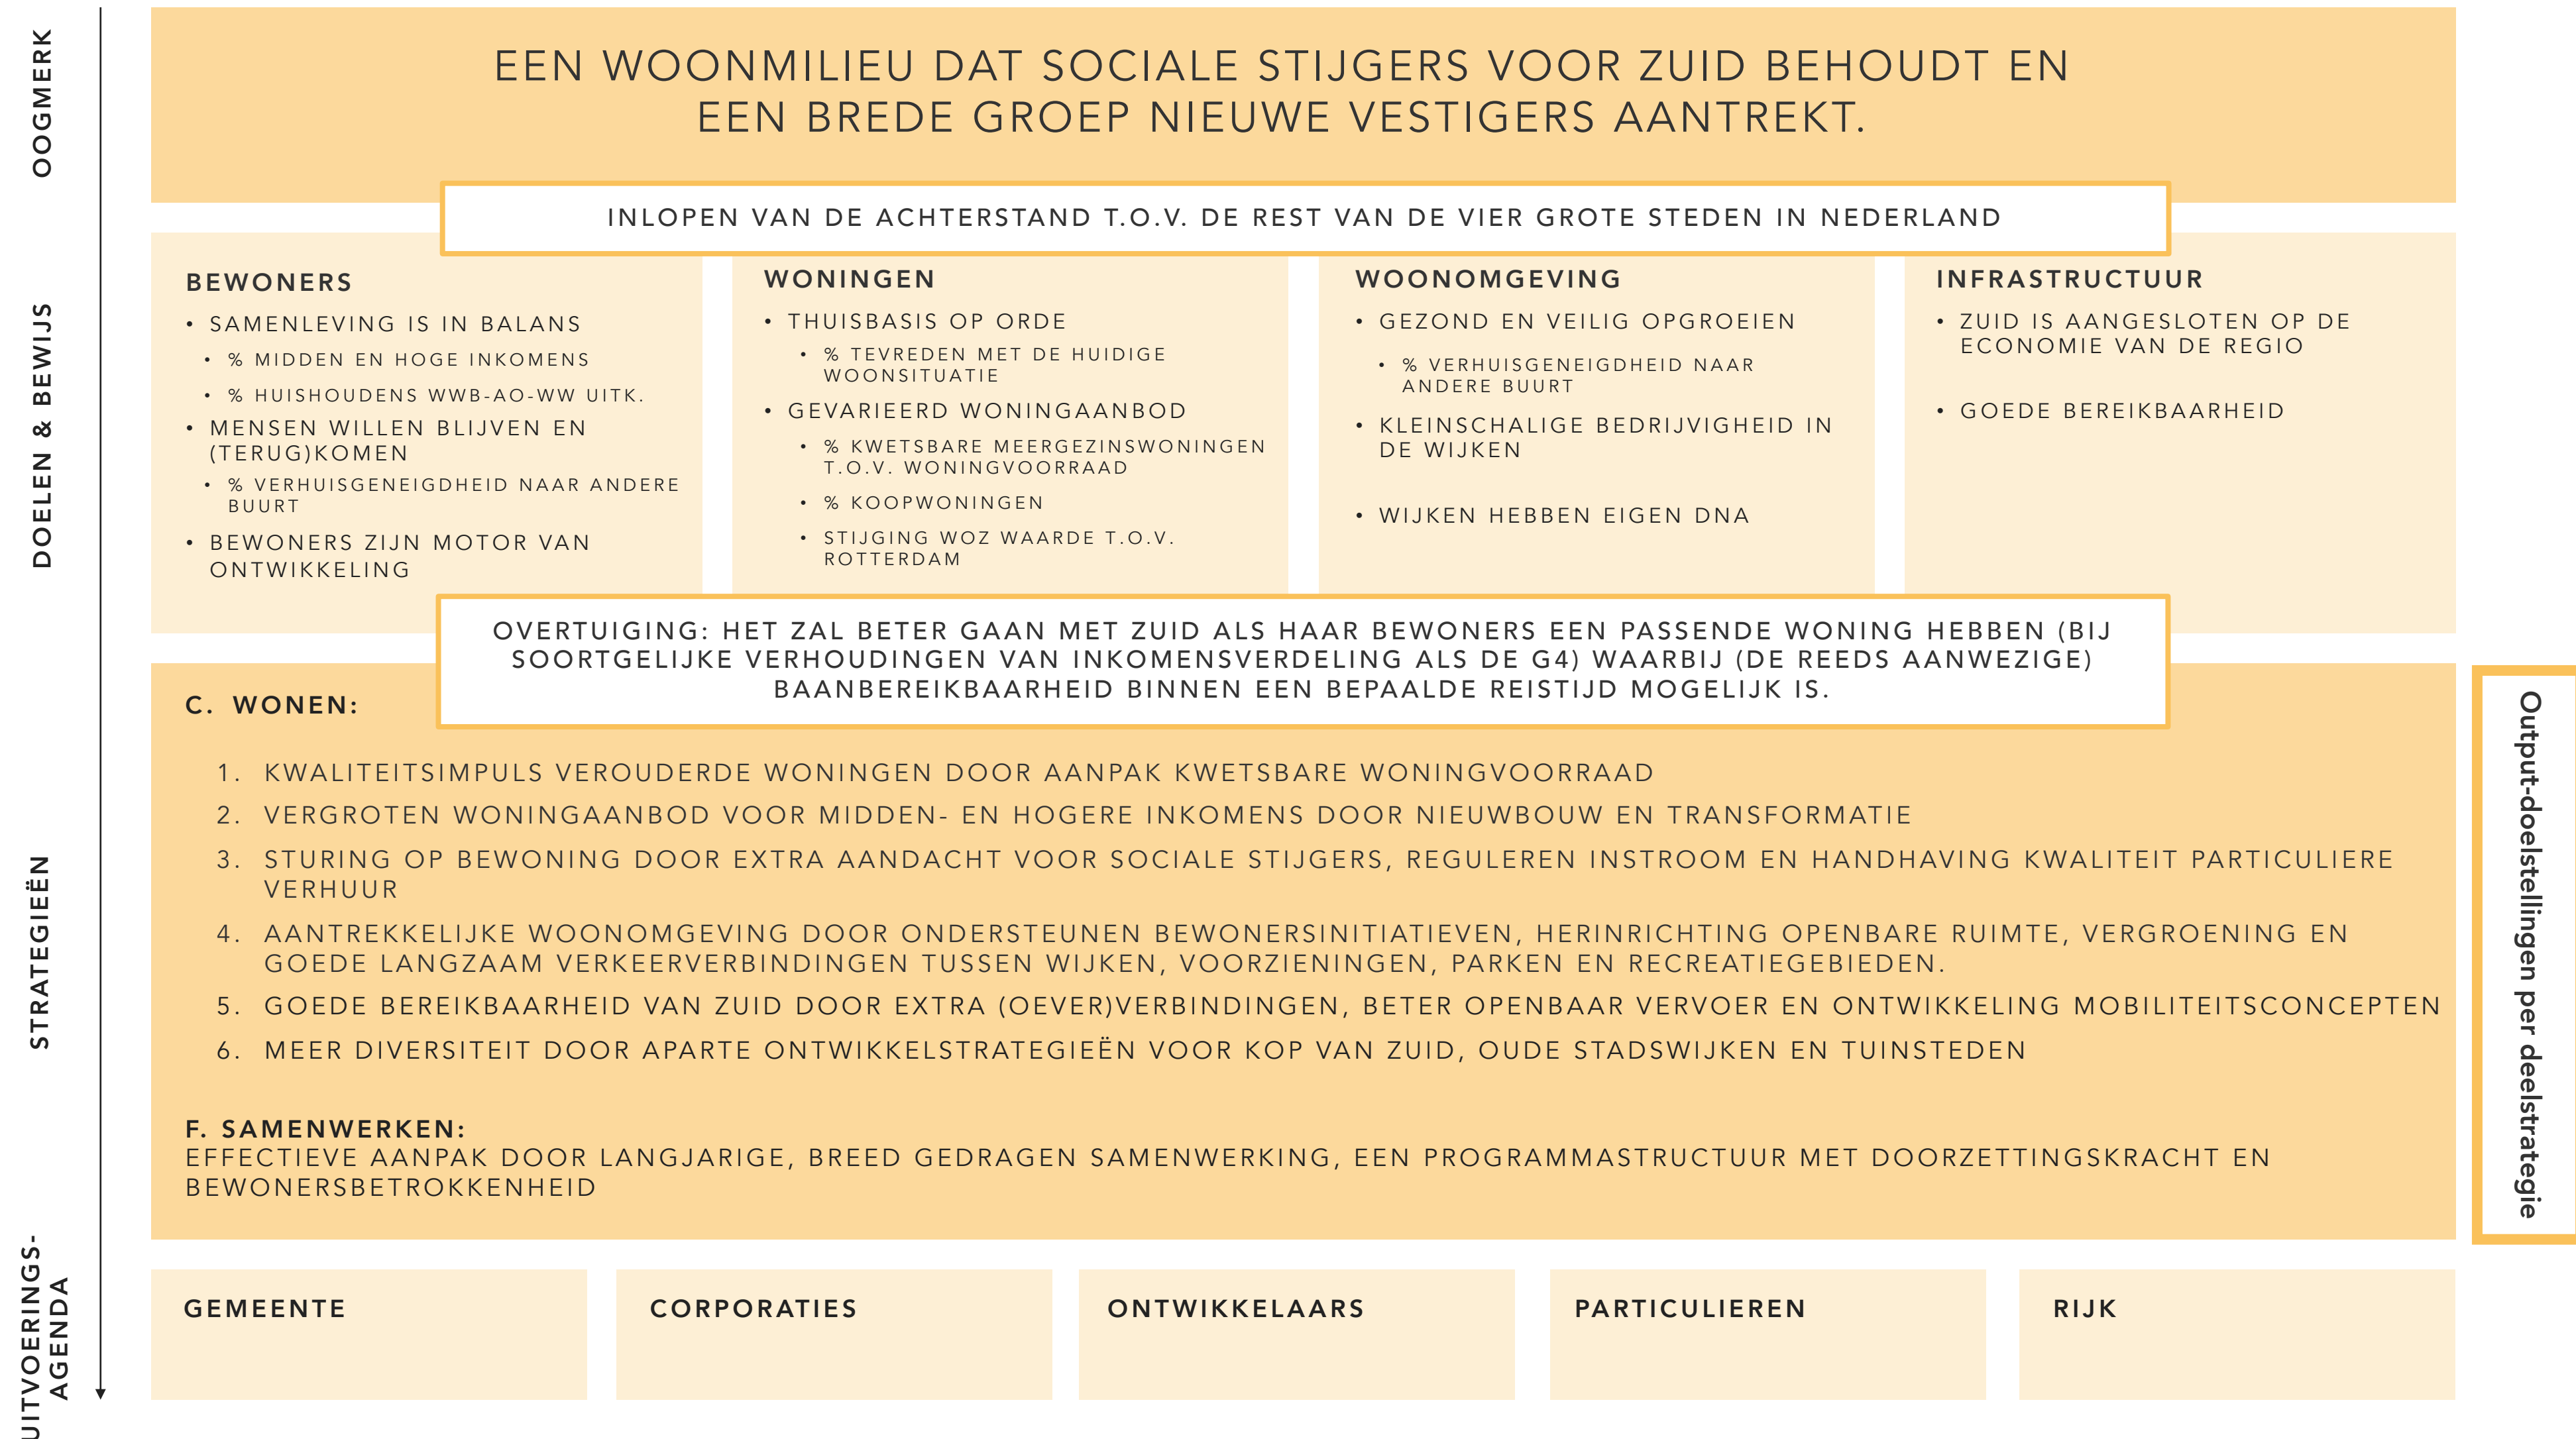 OOGMERK
EEN WOONMILIEU DAT SOCIALE STIJGERS VOOR ZUID BEHOUDT EN
EEN BREDE GROEP NIEUWE VESTIGERS AANTREKT.
INLOPEN VAN DE ACHTERSTAND T.O.V. DE REST VAN DE VIER GROTE STEDEN IN NEDERLAND
DOELEN & BEWIJS
BEWONERS
• SAMENLEVING IS IN BALANS
• % MIDDEN EN HOGE INKOMENS
• % HUISHOUDENS WWB-AO-WW UITK.
• MENSEN WILLEN BLIJVEN EN
(TERUG)KOMEN
• % VERHUISGENEIGDHEID NAAR ANDERE
BUURT
• BEWONERS ZIJN MOTOR VAN
ONTWIKKELING
WONINGEN
• THUISBASIS OP ORDE
• % TEVREDEN MET DE HUIDIGE
WOONSITUATIE
• GEVARIEERD WONINGAANBOD
• % KWETSBARE MEERGEZINSWONINGEN
T.O.V. WONINGVOORRAAD
• % KOOPWONINGEN
• STIJGING WOZ WAARDE T.O.V.
ROTTERDAM
WOONOMGEVING
• GEZOND EN VEILIG OPGROEIEN
• % VERHUISGENEIGDHEID NAAR
ANDERE BUURT
• KLEINSCHALIGE BEDRIJVIGHEID IN
DE WIJKEN
• WIJKEN HEBBEN EIGEN DNA
INFRASTRUCTUUR
• ZUID IS AANGESLOTEN OP DE
ECONOMIE VAN DE REGIO
• GOEDE BEREIKBAARHEID
OVERTUIGING: HET ZAL BETER GAAN MET ZUID ALS HAAR BEWONERS EEN PASSENDE WONING HEBBEN (BIJ
SOORTGELIJKE VERHOUDINGEN VAN INKOMENSVERDELING ALS DE G4) WAARBIJ (DE REEDS AANWEZIGE)
BAANBEREIKBAARHEID BINNEN EEN BEPAALDE REISTIJD MOGELIJK IS.
STRATEGIEËN
C. WONEN:
1. KWALITEITSIMPULS VEROUDERDE WONINGEN DOOR AANPAK KWETSBARE WONINGVOORRAAD
2. VERGROTEN WONINGAANBOD VOOR MIDDEN- EN HOGERE INKOMENS DOOR NIEUWBOUW EN TRANSFORMATIE
3. STURING OP BEWONING DOOR EXTRA AANDACHT VOOR SOCIALE STIJGERS, REGULEREN INSTROOM EN HANDHAVING KWALITEIT PARTICULIERE
VERHUUR
4. AANTREKKELIJKE WOONOMGEVING DOOR ONDERSTEUNEN BEWONERSINITIATIEVEN, HERINRICHTING OPENBARE RUIMTE, VERGROENING EN
GOEDE LANGZAAM VERKEERVERBINDINGEN TUSSEN WIJKEN, VOORZIENINGEN, PARKEN EN RECREATIEGEBIEDEN.
5. GOEDE BEREIKBAARHEID VAN ZUID DOOR EXTRA (OEVER)VERBINDINGEN, BETER OPENBAAR VERVOER EN ONTWIKKELING MOBILITEITSCONCEPTEN
6. MEER DIVERSITEIT DOOR APARTE ONTWIKKELSTRATEGIEËN VOOR KOP VAN ZUID, OUDE STADSWIJKEN EN TUINSTEDEN
F. SAMENWERKEN:
EFFECTIEVE AANPAK DOOR LANGJARIGE, BREED GEDRAGEN SAMENWERKING, EEN PROGRAMMASTRUCTUUR MET DOORZETTINGSKRACHT EN
BEWONERSBETROKKENHEID
Output-doelstellingen per deelstrategie
UITVOERINGS-
AGENDA
GEMEENTE
CORPORATIES
ONTWIKKELAARS
PARTICULIEREN
RIJK